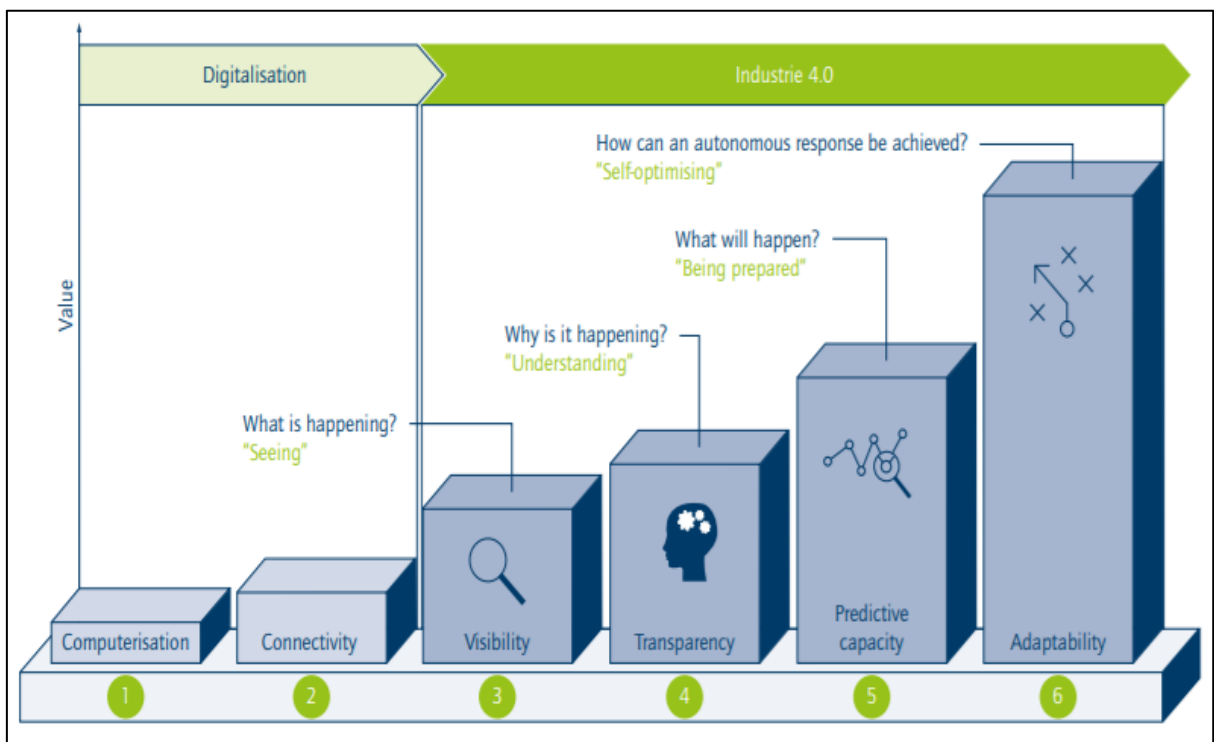 Digitalisation
Industrie 4.0
How can an autonomous response be achieved?
“Self-optimising”
What will happen?
“Being prepared”
Why is it happening?
“Understanding”
What is happening?
“Seeing”
Value
Computerisation
Connectivity
Visibility
Transparency
Predictive
capacity
Adaptability
1
2
3
4
5
6